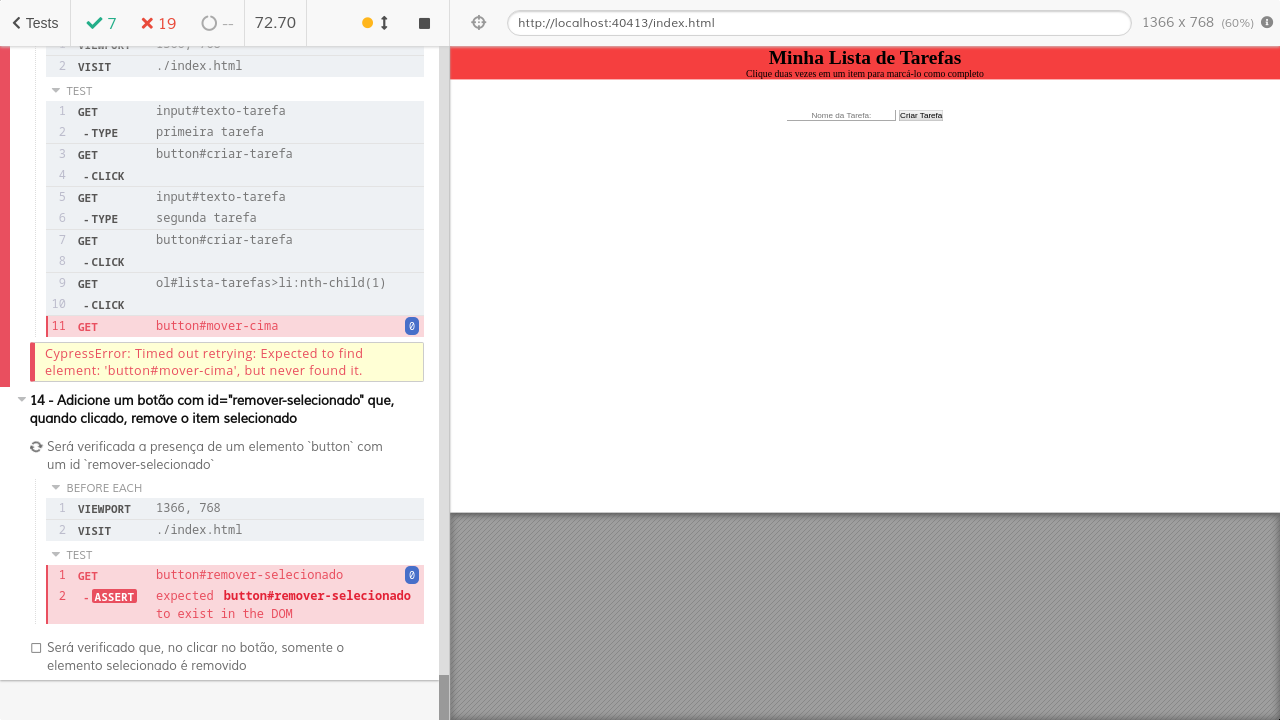 Tests 7 19 -- 72.70
2 VISIT ./index.html
TEST
1 GET input#texto-tarefa
2 -TYPE primeira tarefa
3 GET button#criar-tarefa
4 -CLICK
5 GET input#texto-tarefa
6 -TYPE segunda tarefa
7 GET button#criar-tarefa
8 -CLICK
9 GET ol#lista-tarefas>li:nth-child(1)
10 -CLICK
11 GET button#mover-cima 0
CypressError: Timed out retrying: Expected to find
element: 'button#mover-cima', but never found it.
14 - Adicione um botão com id="remover-selecionado" que,
quando clicado, remove o item selecionado
Será verificada a presença de um elemento `button` com
um id `remover-selecionado`
BEFORE EACH
1 VIEWPORT 1366, 768
2 VISIT ./index.html
TEST
1 GET button#remover-selecionado 0
2 -ASSERT expected button#remover-selecionado
to exist in the DOM
Será verificado que, no clicar no botão, somente o
elemento selecionado é removido
http://localhost:40413/index.html 1366 x 768 (60%)
Minha Lista de Tarefas
Clique duas vezes em um item para marcá-lo como completo
Nome da Tarefa: Criar Tarefa